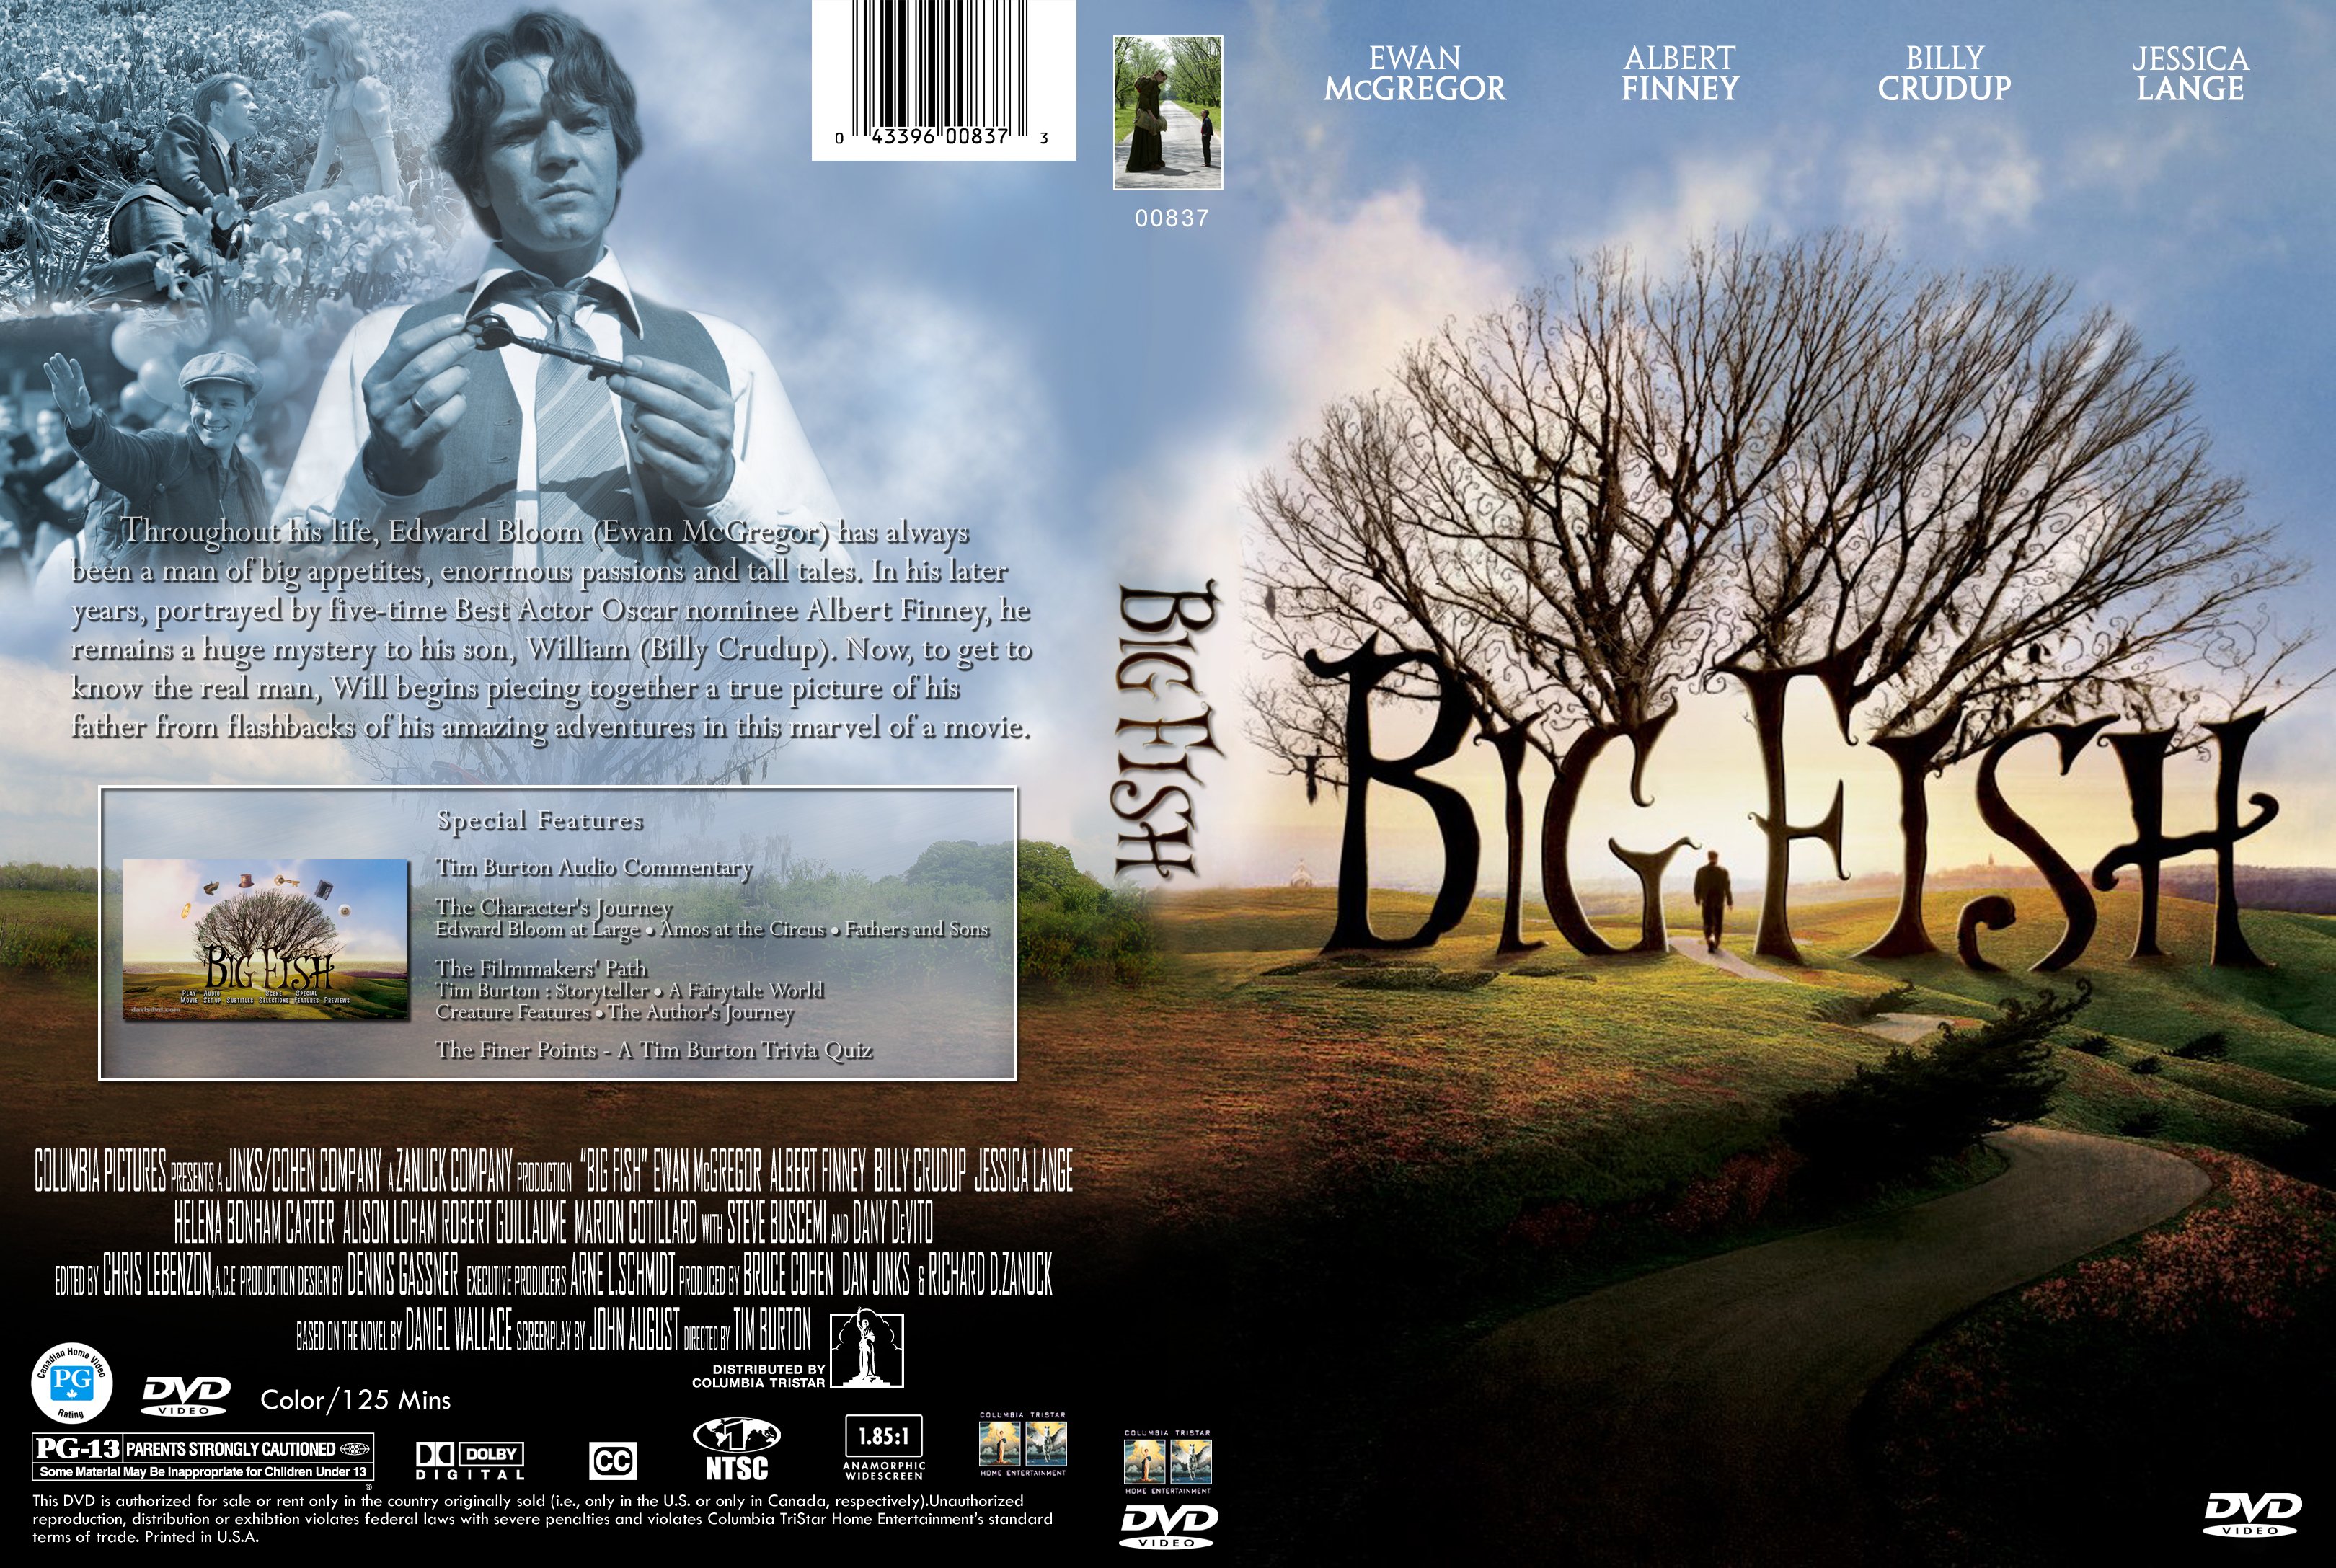 0 43396 00837 3
Throughout his life, Edward Bloom (Ewan McGregor) has always
been a man of big appetites, enormous passions and tall tales. In his later
years, portrayed by five-time Best Actor Oscar nominee Albert Finney, he
remains a huge mystery to his son, William (Billy Crudup). Now, to get to
know the real man, Will begins piecing together a true picture of his
father from flashbacks of his amazing adventures in this marvel of a movie.
Special Features
Tim Burton Audio Commentary
The Character's Journey
Edward Bloom at Large • Amos at the Circus • Fathers and Sons
The Filmmakers' Path
Tim Burton : Storyteller • A Fairytale World
Creature Features • The Author's Journey
The Finer Points - A Tim Burton Trivia Quiz
BIG FISH
PLAY MOVIE AUDIO SET UP SUBTITLES SCENE SELECTIONS SPECIAL FEATURES PREVIEWS
davisdvd.com
COLUMBIA PICTURES PRESENTS A JINKS/COHEN COMPANY A ZANUCK COMPANY PRODUCTION "BIG FISH" EWAN McGREGOR ALBERT FINNEY BILLY CRUDUP JESSICA LANGE
HELENA BONHAM CARTER ALISON LOHAM ROBERT GUILLAUME MARION COTILLARD WITH STEVE BUSCEMI AND DANY DeVITO
EDITED BY CHRIS LEBENZON,A.C.E PRODUCTION DESIGN BY DENNIS GASSNER EXECUTIVE PRODUCERS ARNE L.SCHMIDT PRODUCED BY BRUCE COHEN DAN JINKS & RICHARD D.ZANUCK
BASED ON THE NOVEL BY DANIEL WALLACE SCREENPLAY BY JOHN AUGUST DIRECTED BY TIM BURTON
DISTRIBUTED BY
COLUMBIA TRISTAR
Canadian Home Video
PG
Rating
DVD
VIDEO
Color/125 Mins
PG-13 PARENTS STRONGLY CAUTIONED
Some Material May Be Inappropriate for Children Under 13
®
DOLBY
DIGITAL
CC
1
NTSC
1.85:1
ANAMORPHIC
WIDESCREEN
COLUMBIA TRISTAR
HOME ENTERTAINMENT
This DVD is authorized for sale or rent only in the country originally sold (i.e., only in the U.S. or only in Canada, respectively).Unauthorized
reproduction, distribution or exhibtion violates federal laws with severe penalties and violates Columbia TriStar Home Entertainment's standard
terms of trade. Printed in U.S.A.
00837
BIG FISH
COLUMBIA TRISTAR
HOME ENTERTAINMENT
DVD
VIDEO
EWAN McGREGOR
ALBERT FINNEY
BILLY CRUDUP
JESSICA LANGE
BIG FISH
DVD
VIDEO